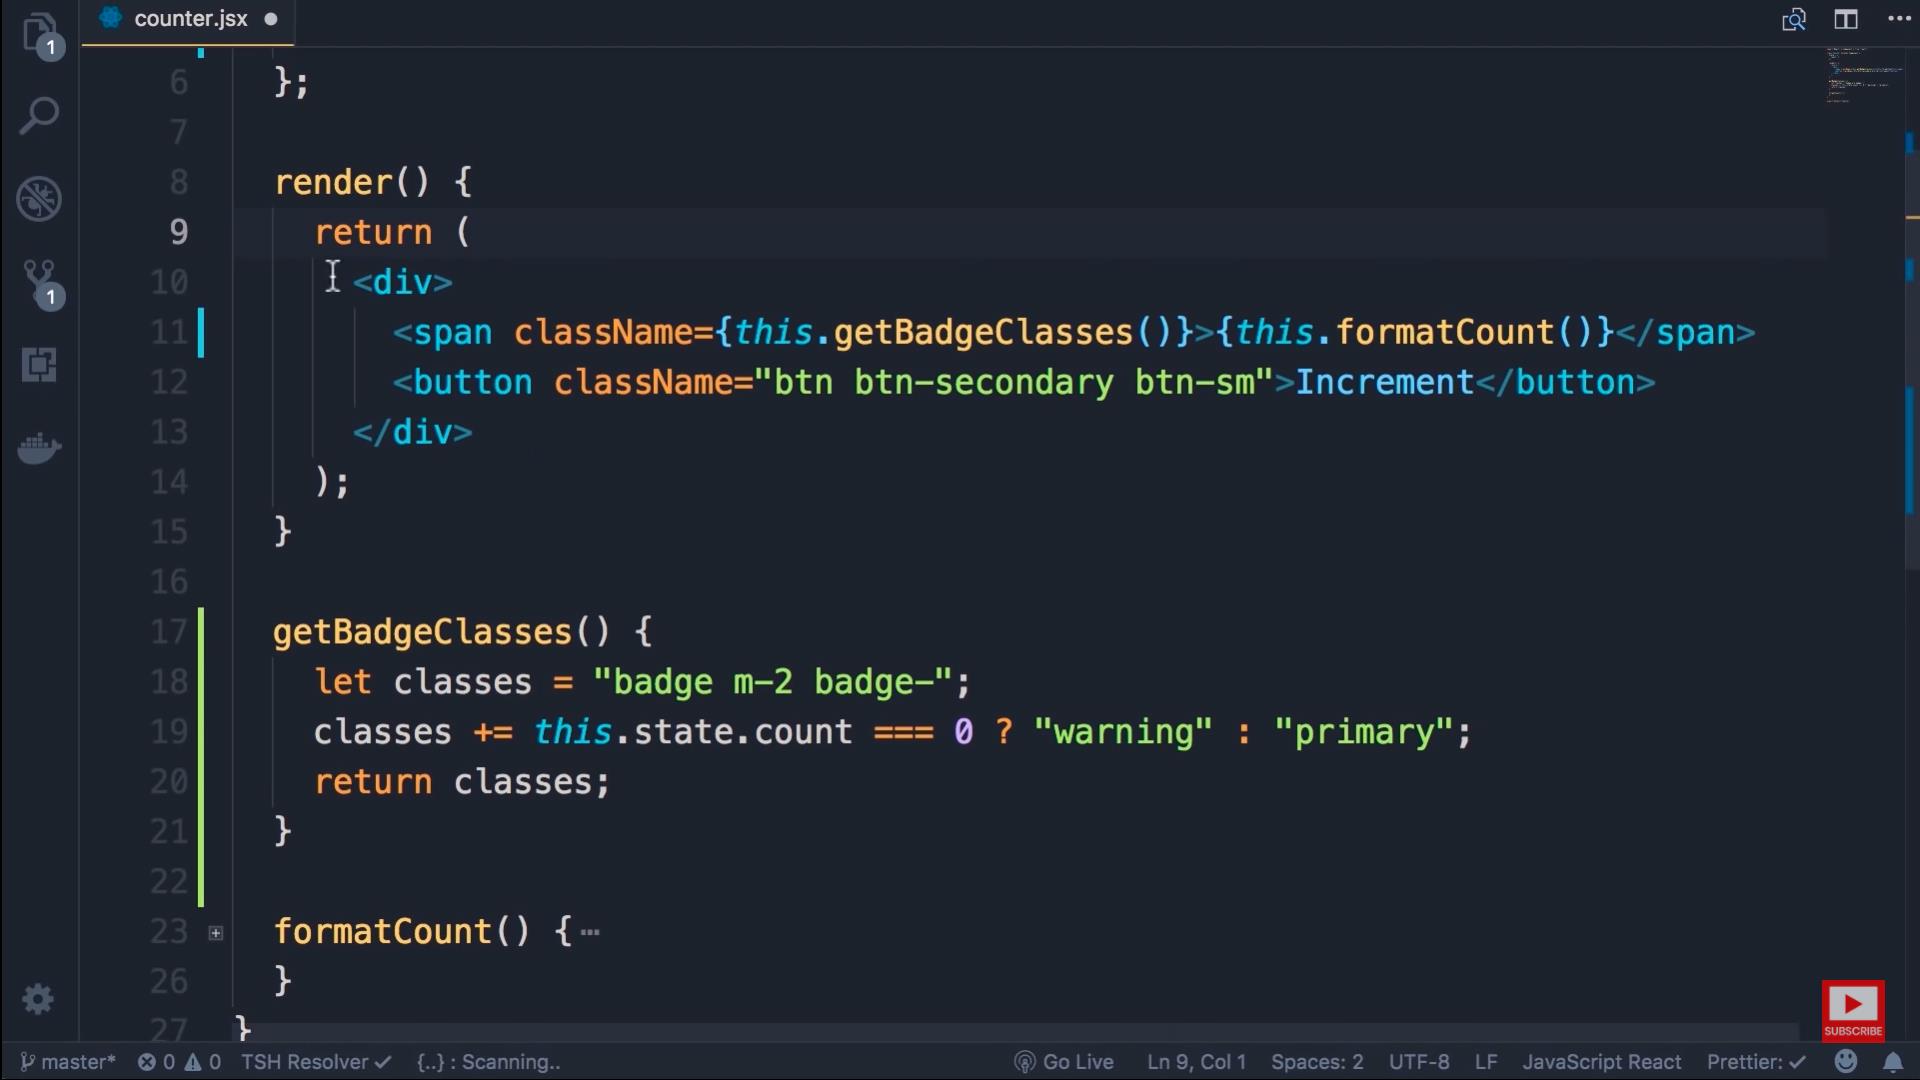 counter.jsx
1
6 };
7
8 render() {
9 return (
10 <div>
11 <span className={this.getBadgeClasses()}>{this.formatCount()}</span>
12 <button className="btn btn-secondary btn-sm">Increment</button>
13 </div>
14 );
15 }
16
17 getBadgeClasses() {
18 let classes = "badge m-2 badge-";
19 classes += this.state.count === 0 ? "warning" : "primary";
20 return classes;
21 }
22
23 formatCount() {…
26 }
27 }
1
SUBSCRIBE
master* 0 0 TSH Resolver ✓ {..} : Scanning.. Go Live Ln 9, Col 1 Spaces: 2 UTF-8 LF JavaScript React Prettier: ✓